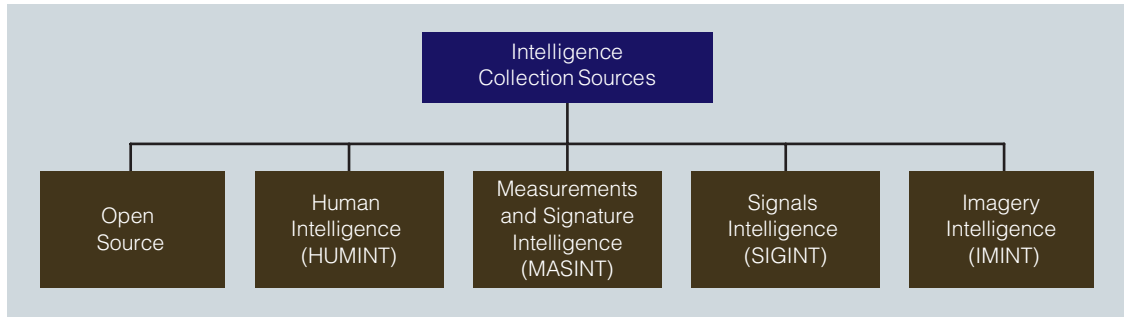 Intelligence
Collection Sources
Open
Source
Human
Intelligence
(HUMINT)
Measurements
and Signature
Intelligence
(MASINT)
Signals
Intelligence
(SIGINT)
Imagery
Intelligence
(IMINT)